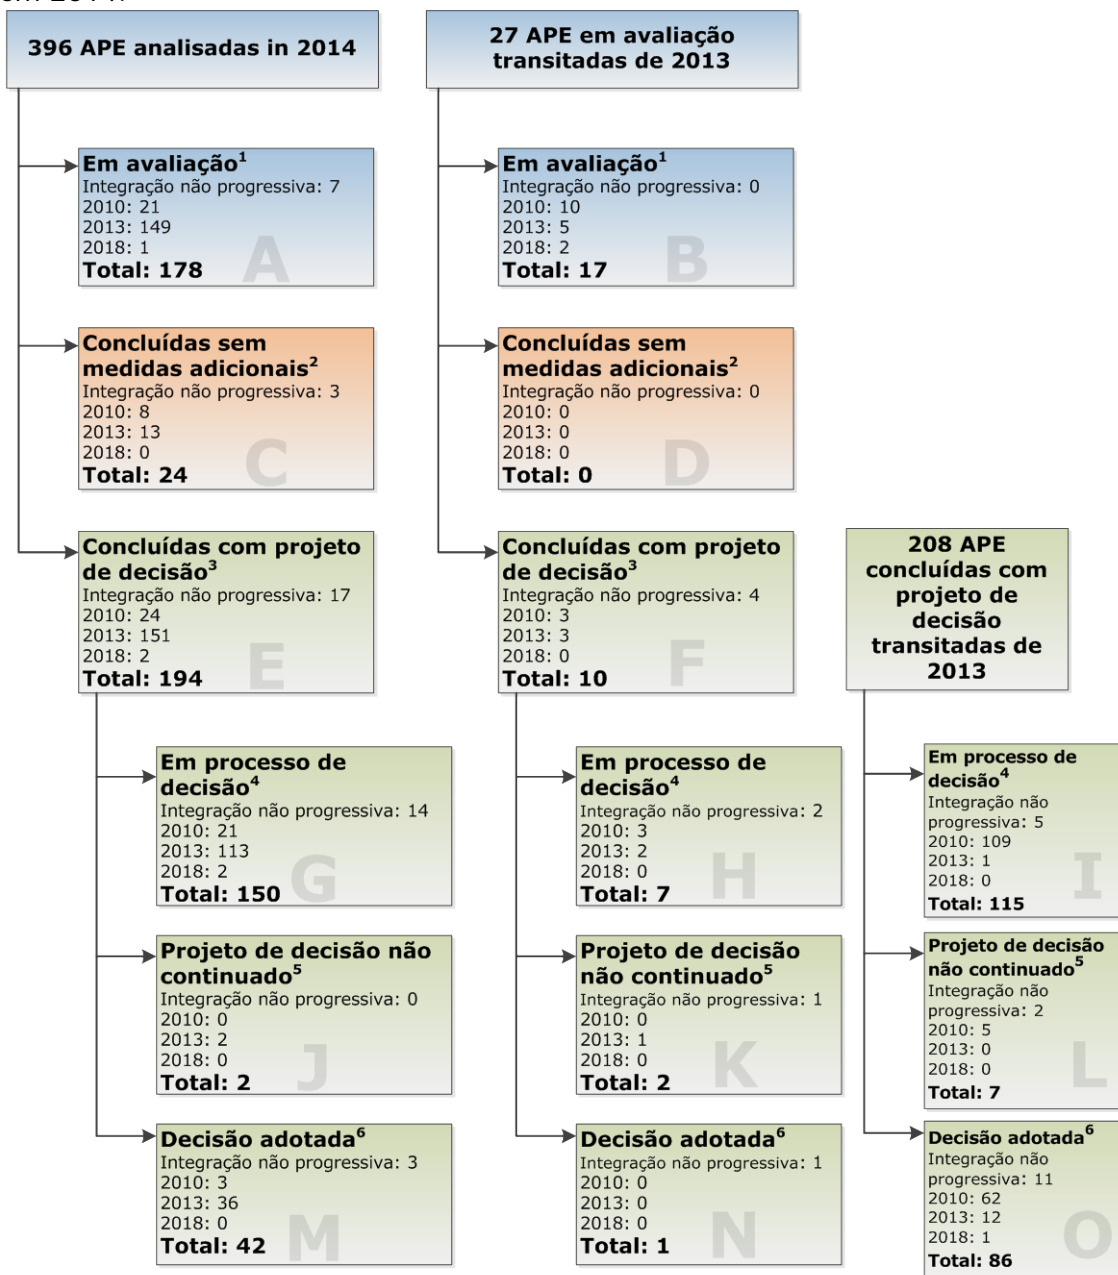 em 2014.
396 APE analisadas in 2014
27 APE em avaliação
transitadas de 2013
Em avaliação¹
Integração não progressiva: 7
2010: 21
2013: 149
2018: 1
Total: 178
A
Em avaliação¹
Integração não progressiva: 0
2010: 10
2013: 5
2018: 2
Total: 17
B
Concluídas sem
medidas adicionais²
Integração não progressiva: 3
2010: 8
2013: 13
2018: 0
Total: 24
C
Concluídas sem
medidas adicionais²
Integração não progressiva: 0
2010: 0
2013: 0
2018: 0
Total: 0
D
Concluídas com projeto
de decisão³
Integração não progressiva: 17
2010: 24
2013: 151
2018: 2
Total: 194
E
Concluídas com projeto
de decisão³
Integração não progressiva: 4
2010: 3
2013: 3
2018: 0
Total: 10
F
208 APE
concluídas com
projeto de
decisão
transitadas de
2013
Em processo de
decisão⁴
Integração não progressiva: 14
2010: 21
2013: 113
2018: 2
Total: 150
G
Em processo de
decisão⁴
Integração não progressiva: 2
2010: 3
2013: 2
2018: 0
Total: 7
H
Em processo de
decisão⁴
Integração não
progressiva: 5
2010: 109
2013: 1
2018: 0
Total: 115
I
Projeto de decisão não
continuado⁵
Integração não progressiva: 0
2010: 0
2013: 2
2018: 0
Total: 2
J
Projeto de decisão
não continuado⁵
Integração não progressiva: 1
2010: 0
2013: 1
2018: 0
Total: 2
K
Projeto de decisão
não continuado⁵
Integração não
progressiva: 2
2010: 5
2013: 0
2018: 0
Total: 7
L
Decisão adotada⁶
Integração não progressiva: 3
2010: 3
2013: 36
2018: 0
Total: 42
M
Decisão adotada⁶
Integração não progressiva: 1
2010: 0
2013: 0
2018: 0
Total: 1
N
Decisão adotada⁶
Integração não
progressiva: 11
2010: 62
2013: 12
2018: 1
Total: 86
O